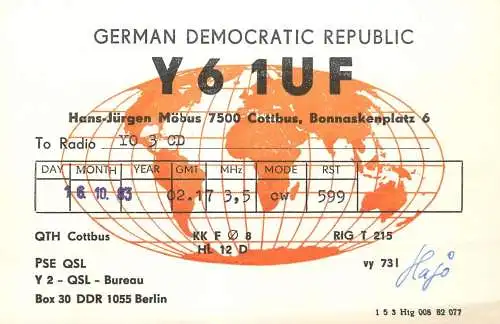 GERMAN DEMOCRATIC REPUBLIC
Y61UF
Hans-Jürgen Möbus 7500 Cottbus, Bonnaskenplatz 6
To Radio YO 3 CD
DAY MONTH YEAR GMT MHz MODE RST
16.10.83 02.17 3,5 cw 599
QTH Cottbus KK F Ø 8 RIG T 215
HL 12 D
PSE QSL vy 73! Hajo
Y 2 - QSL - Bureau
Box 30 DDR 1055 Berlin
1 5 3 Htg 008 82 077